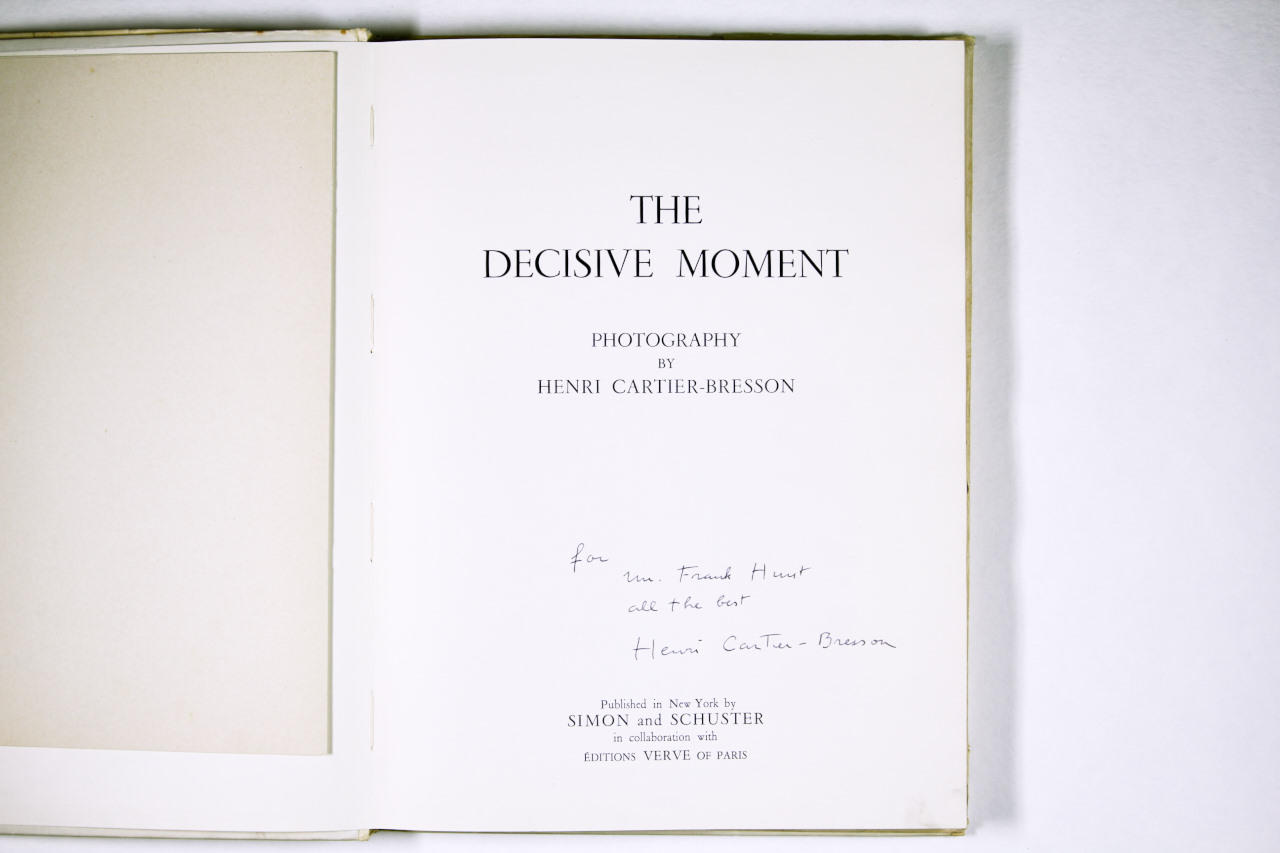 THE
DECISIVE MOMENT
PHOTOGRAPHY
BY
HENRI CARTIER-BRESSON
for
Mr. Frank Hunt
all the best
Henri Cartier-Bresson
Published in New York by
SIMON and SCHUSTER
in collaboration with
ÉDITIONS VERVE OF PARIS